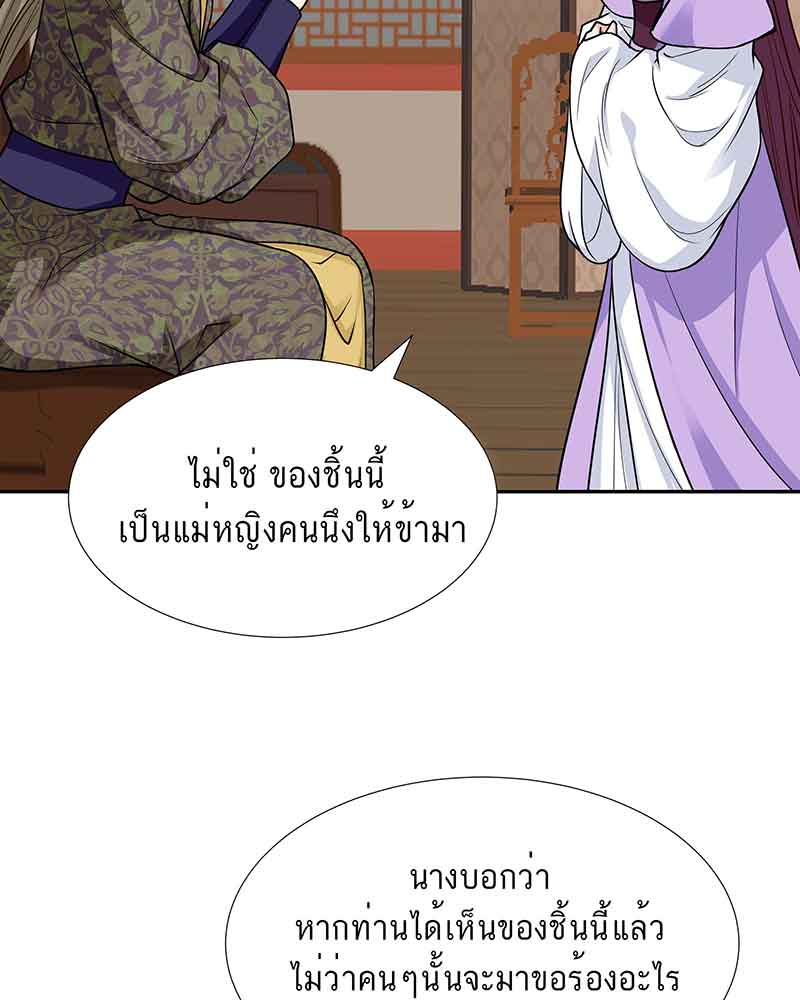 ไม่ใช่ ของชิ้นนี้
เป็นแม่หญิงคนนึงให้ข้ามา
นางบอกว่า
หากท่านได้เห็นของชิ้นนี้แล้ว
ไม่ว่าคนๆนั้นจะมาขอร้องอะไร